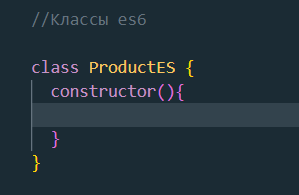 //Классы es6
class ProductES {
constructor(){
}
}